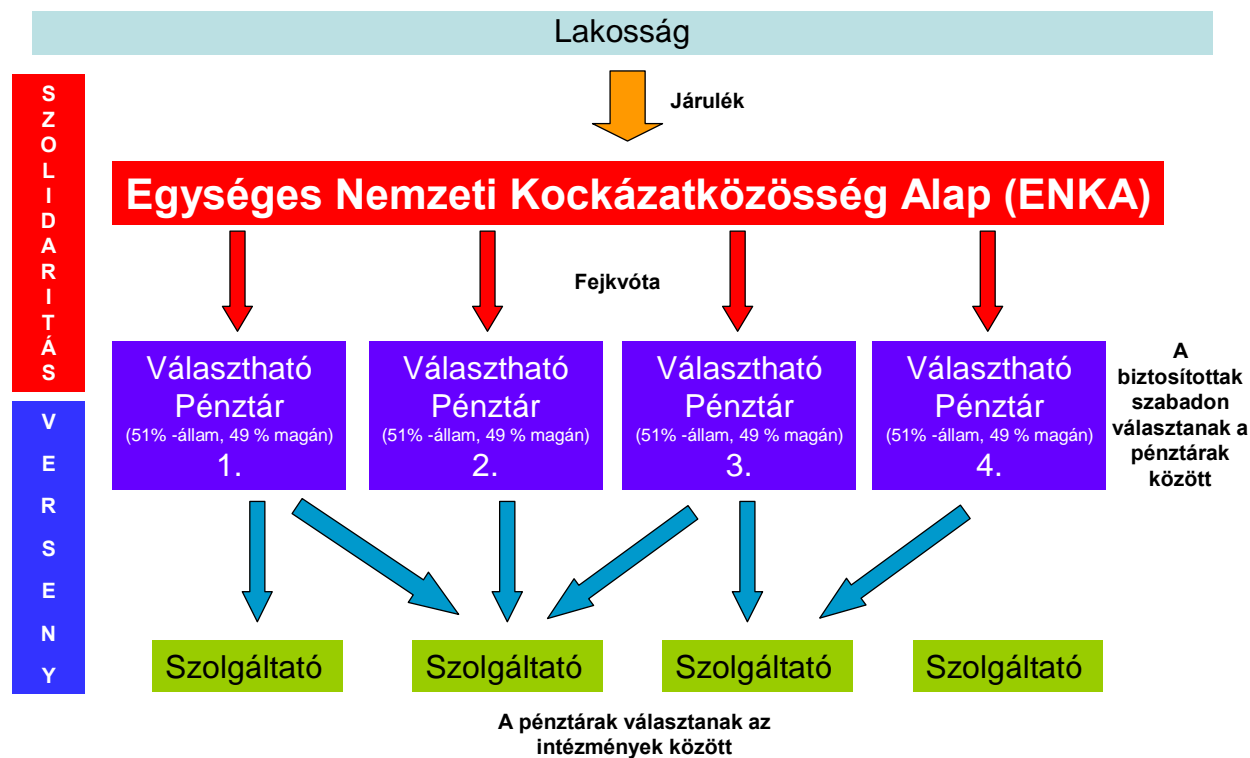 Lakosság
SZOLIDARITÁS
Járulék
Egységes Nemzeti Kockázatközösség Alap (ENKA)
Fejkvóta
Választható
Pénztár
(51% -állam, 49 % magán)
1.
Választható
Pénztár
(51% -állam, 49 % magán)
2.
Választható
Pénztár
(51% -állam, 49 % magán)
3.
Választható
Pénztár
(51% -állam, 49 % magán)
4.
A
biztosítottak
szabadon
választanak a
pénztárak
között
VERSENY
Szolgáltató
Szolgáltató
Szolgáltató
Szolgáltató
A pénztárak választanak az
intézmények között